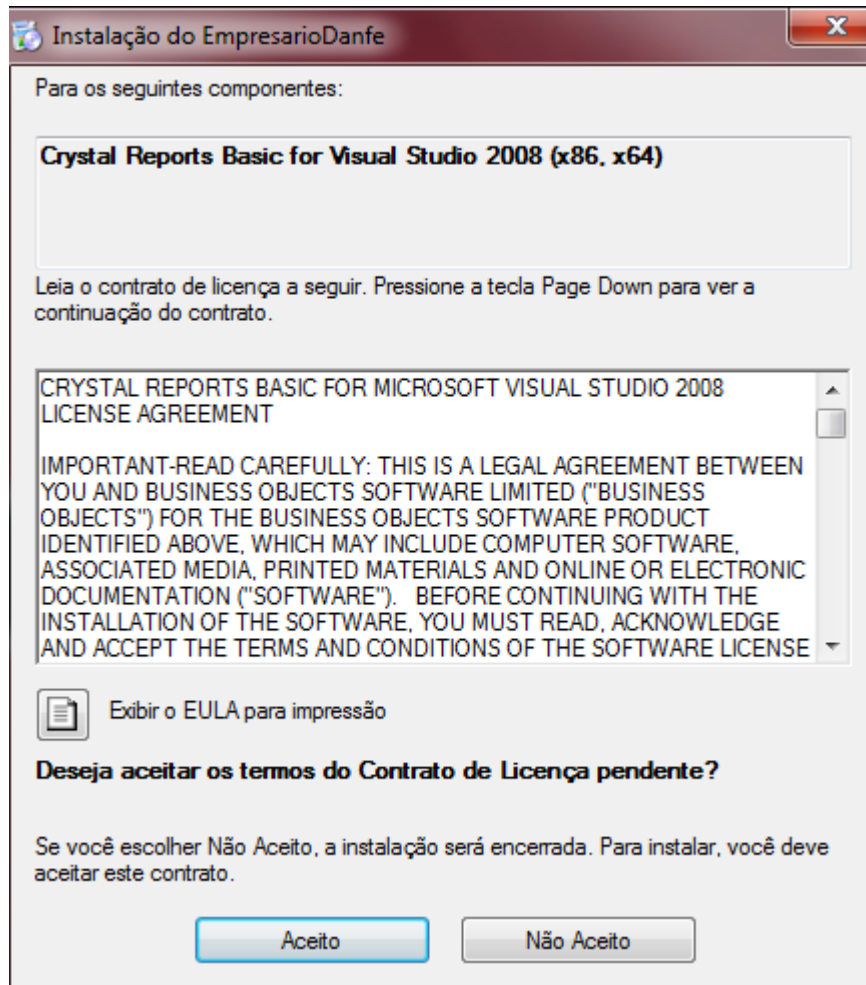 Instalação do EmpresarioDanfe
Para os seguintes componentes:
Crystal Reports Basic for Visual Studio 2008 (x86, x64)
Leia o contrato de licença a seguir. Pressione a tecla Page Down para ver a
continuação do contrato.
CRYSTAL REPORTS BASIC FOR MICROSOFT VISUAL STUDIO 2008
LICENSE AGREEMENT
IMPORTANT-READ CAREFULLY: THIS IS A LEGAL AGREEMENT BETWEEN
YOU AND BUSINESS OBJECTS SOFTWARE LIMITED ("BUSINESS
OBJECTS") FOR THE BUSINESS OBJECTS SOFTWARE PRODUCT
IDENTIFIED ABOVE, WHICH MAY INCLUDE COMPUTER SOFTWARE,
ASSOCIATED MEDIA, PRINTED MATERIALS AND ONLINE OR ELECTRONIC
DOCUMENTATION ("SOFTWARE").   BEFORE CONTINUING WITH THE
INSTALLATION OF THE SOFTWARE, YOU MUST READ, ACKNOWLEDGE
AND ACCEPT THE TERMS AND CONDITIONS OF THE SOFTWARE LICENSE
Exibir o EULA para impressão
Deseja aceitar os termos do Contrato de Licença pendente?
Se você escolher Não Aceito, a instalação será encerrada. Para instalar, você deve
aceitar este contrato.
Aceito
Não Aceito